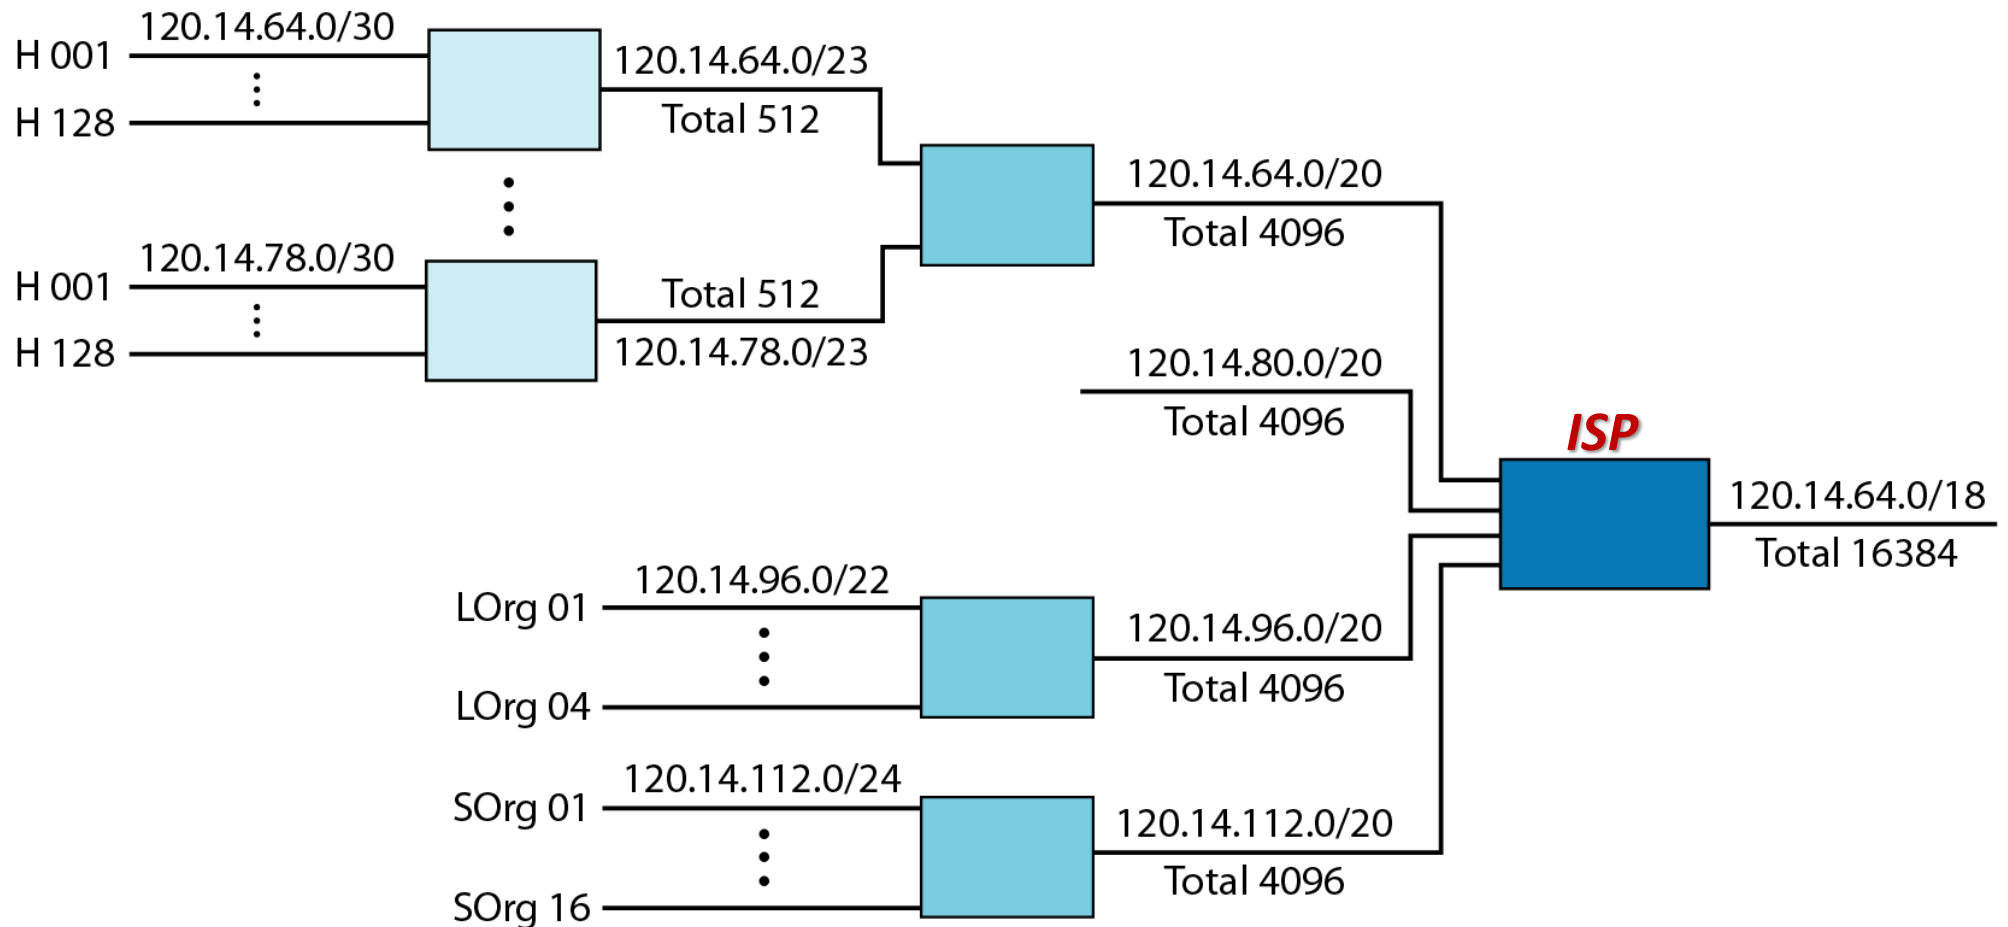 120.14.64.0/30
H 001
H 128
120.14.64.0/23
Total 512
120.14.78.0/30
H 001
H 128
Total 512
120.14.78.0/23
120.14.64.0/20
Total 4096
120.14.80.0/20
Total 4096
ISP
120.14.64.0/18
Total 16384
120.14.96.0/22
LOrg 01
LOrg 04
120.14.96.0/20
Total 4096
120.14.112.0/24
SOrg 01
SOrg 16
120.14.112.0/20
Total 4096